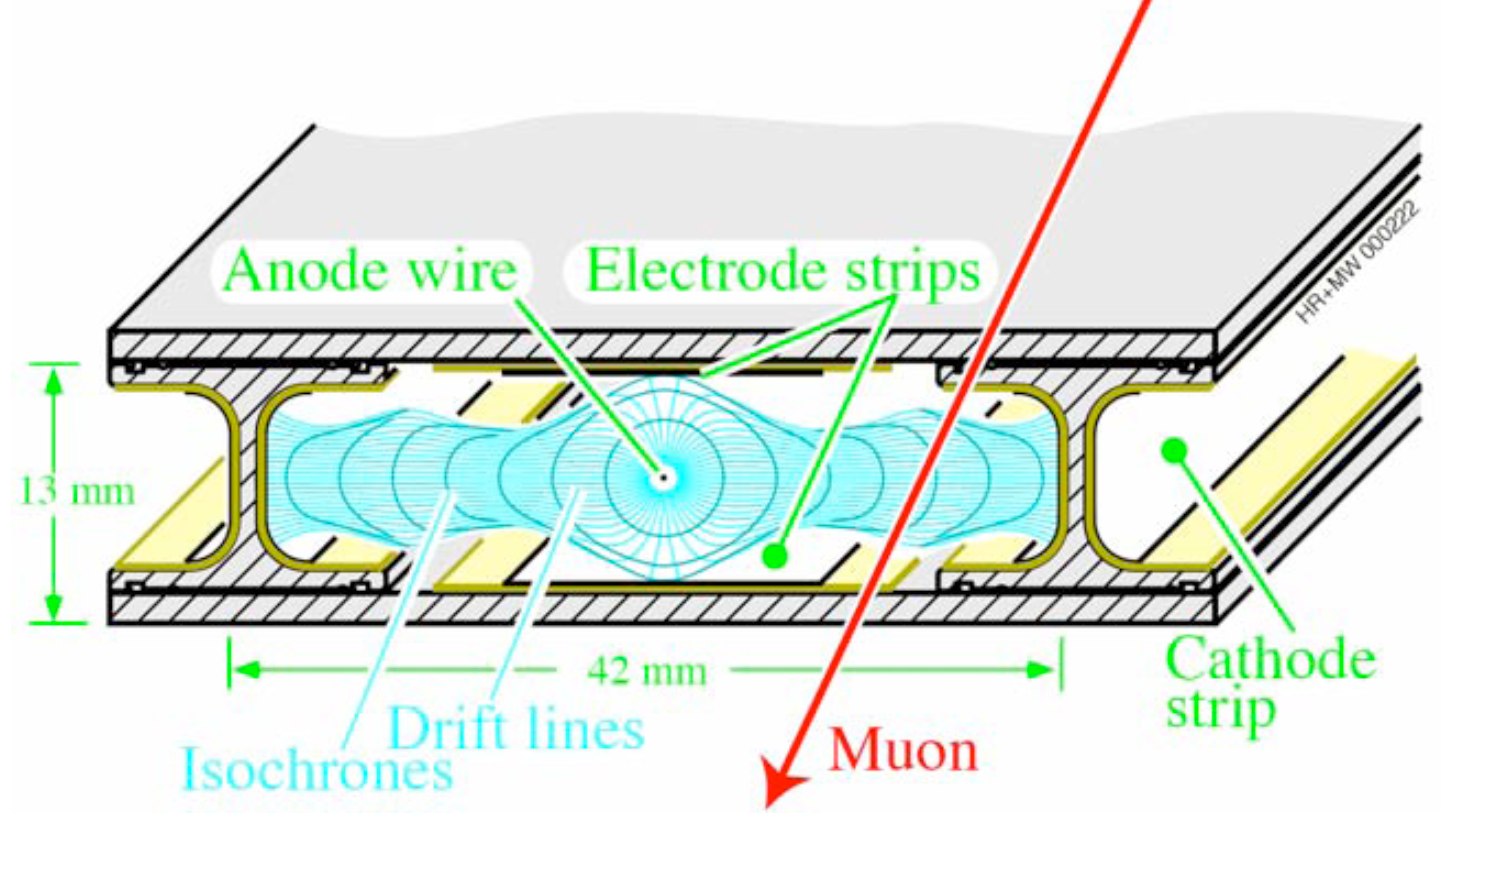 HR+MW 000222
Anode wire
Electrode strips
13 mm
42 mm
Cathode
strip
Drift lines
Muon
Isochrones